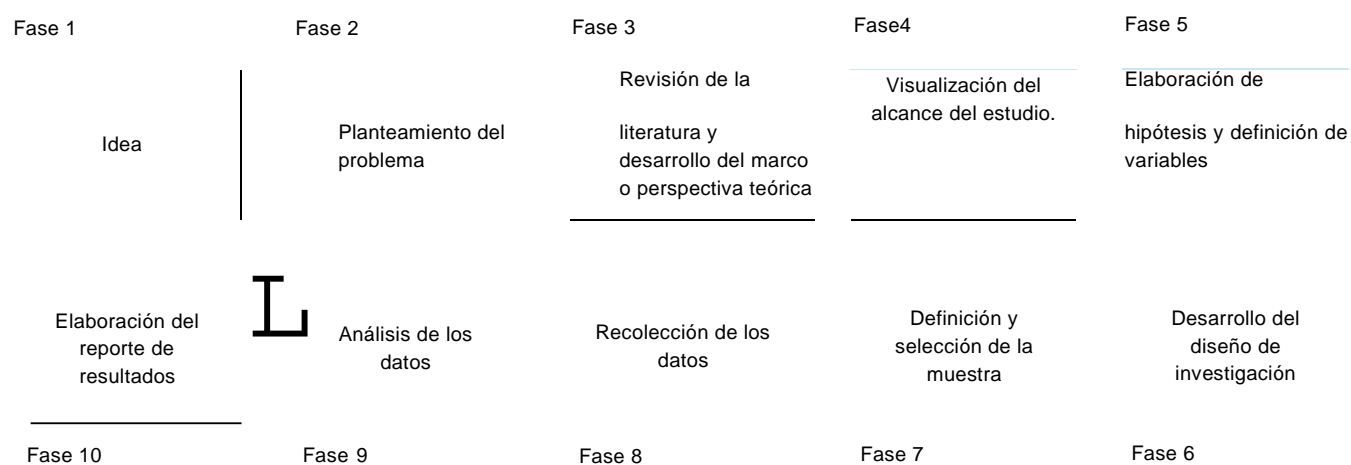 Fase 1
Fase 2
Fase 3
Fase4
Fase 5
Idea
Planteamiento del
problema
Revisión de la
literatura y
desarrollo del marco
o perspectiva teórica
Visualización del
alcance del estudio.
Elaboración de
hipótesis y definición de
variables
L
Elaboración del
reporte de
resultados
Análisis de los
datos
Recolección de los
datos
Definición y
selección de la
muestra
Desarrollo del
diseño de
investigación
Fase 10
Fase 9
Fase 8
Fase 7
Fase 6